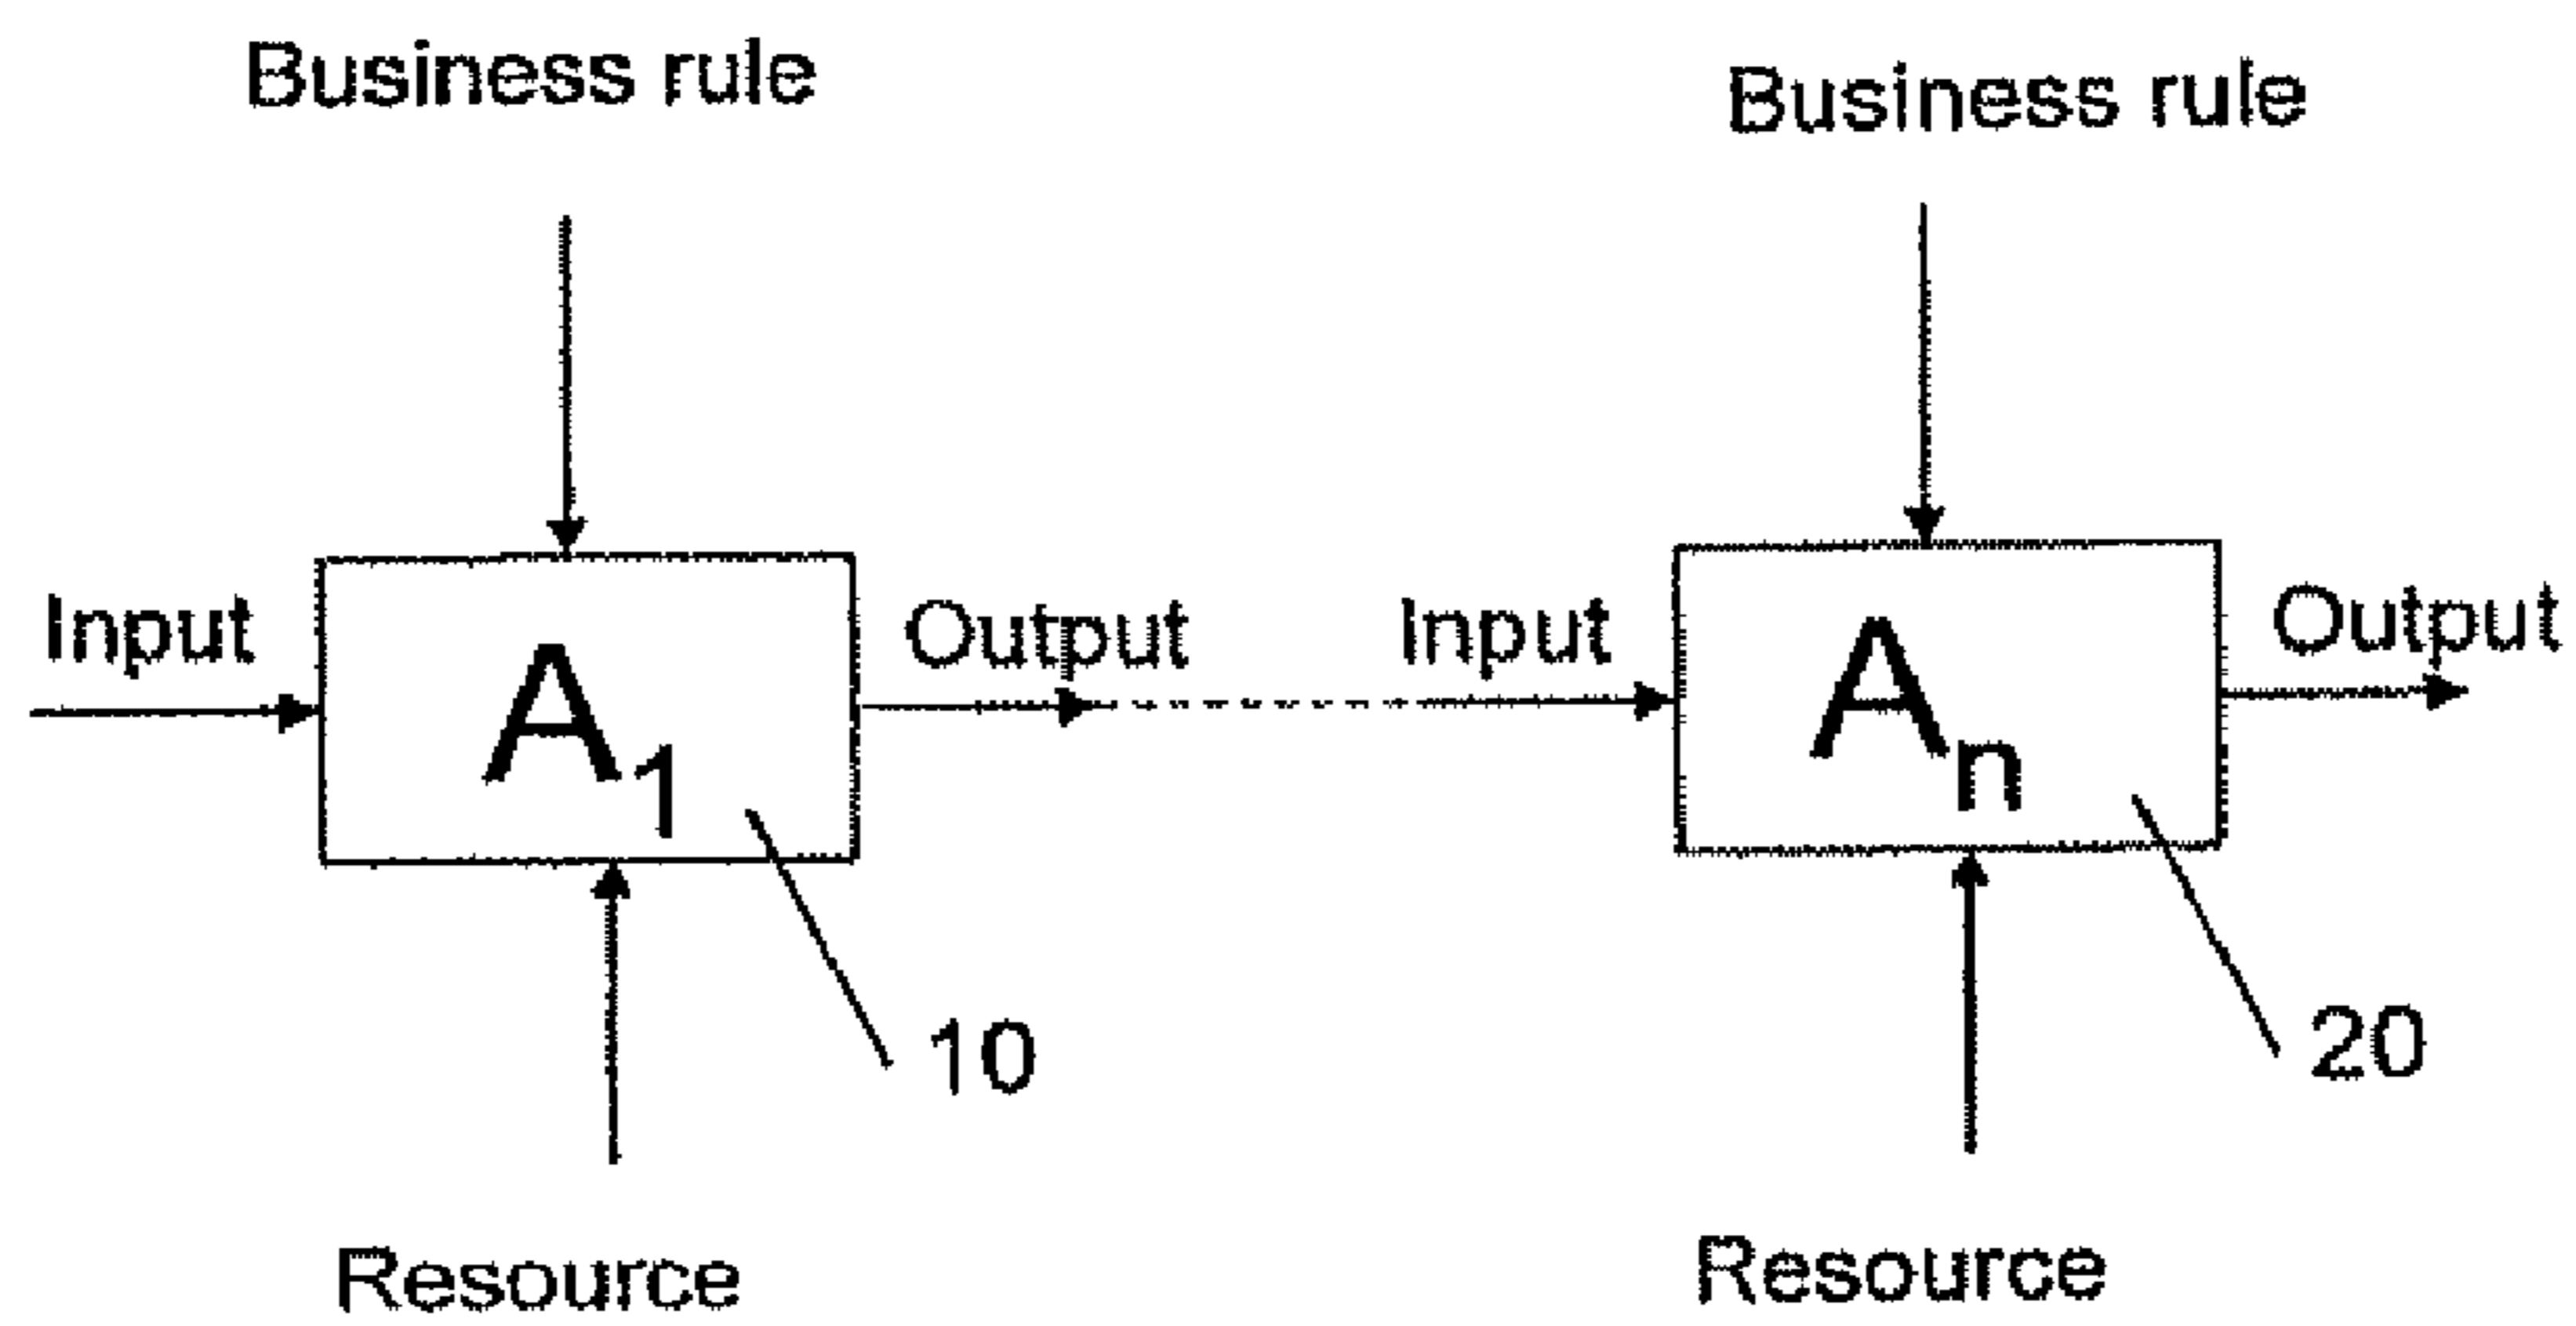 Business rule
Business rule
Input
A1
Output
Input
An
Output
10
20
Resource
Resource